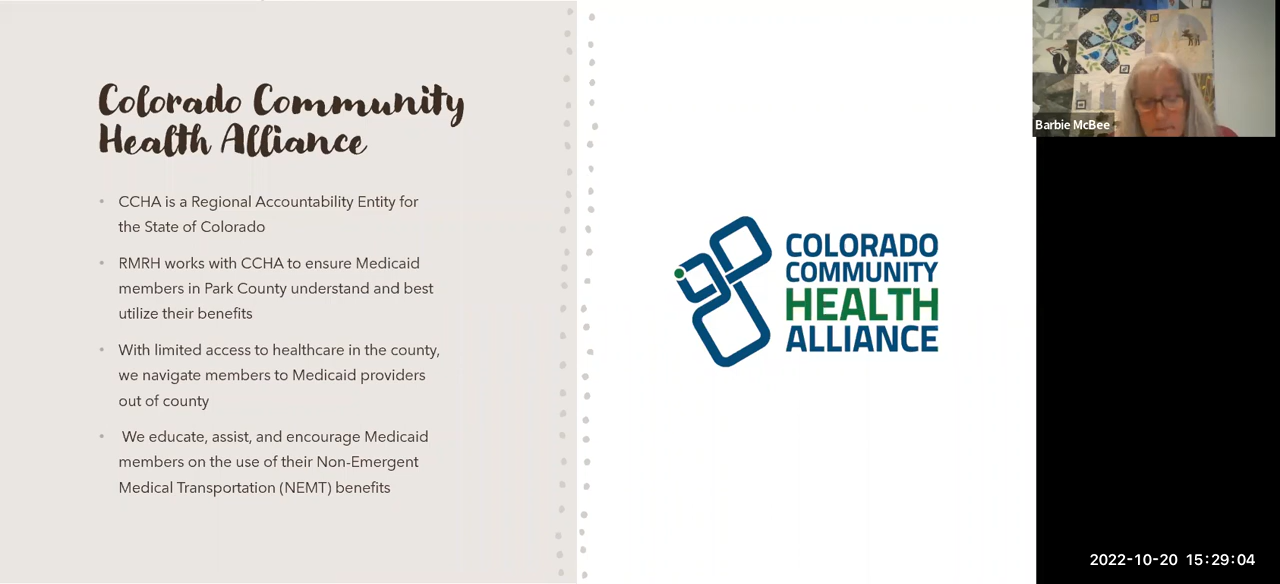 Colorado Community
Health Alliance
• CCHA is a Regional Accountability Entity for
the State of Colorado
• RMRH works with CCHA to ensure Medicaid
members in Park County understand and best
utilize their benefits
• With limited access to healthcare in the county,
we navigate members to Medicaid providers
out of county
• We educate, assist, and encourage Medicaid
members on the use of their Non-Emergent
Medical Transportation (NEMT) benefits
COLORADO
COMMUNITY
HEALTH
ALLIANCE
Barbie McBee
2022-10-20 15:29:04